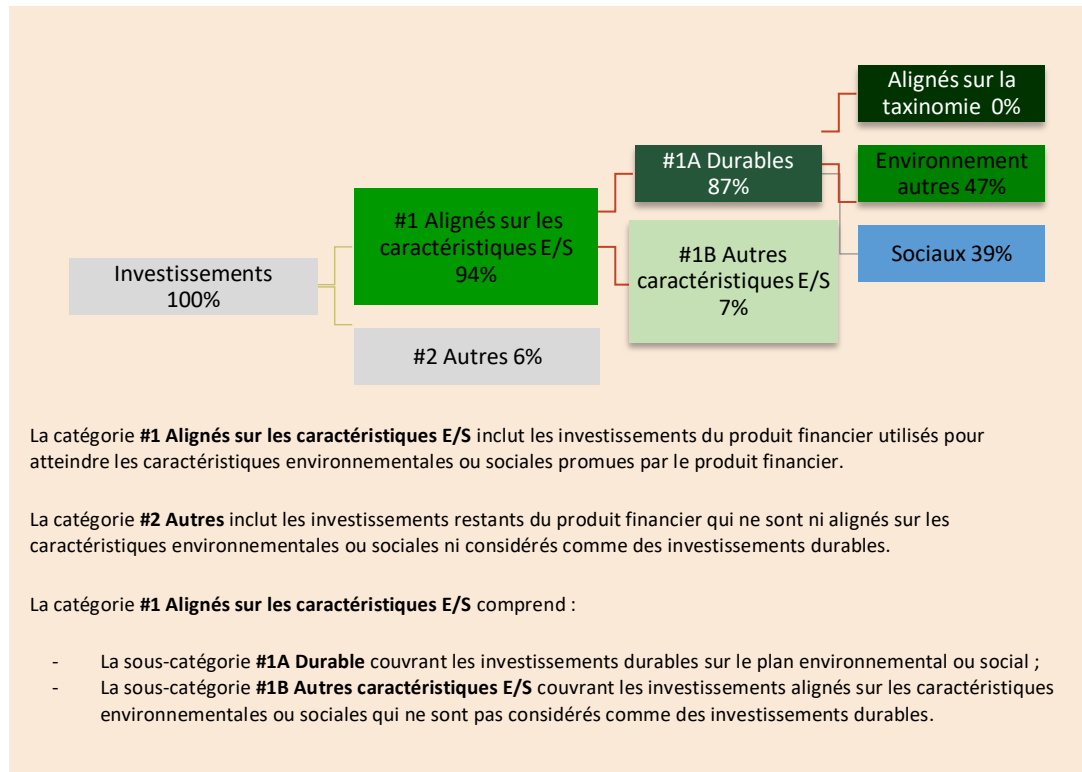 Alignés sur la
taxinomie 0%
#1A Durables
87%
Environnement
autres 47%
#1 Alignés sur les
caractéristiques E/S
94%
#1B Autres
caractéristiques E/S
7%
Sociaux 39%
Investissements
100%
#2 Autres 6%
La catégorie #1 Alignés sur les caractéristiques E/S inclut les investissements du produit financier utilisés pour
atteindre les caractéristiques environnementales ou sociales promues par le produit financier.
La catégorie #2 Autres inclut les investissements restants du produit financier qui ne sont ni alignés sur les
caractéristiques environnementales ou sociales ni considérés comme des investissements durables.
La catégorie #1 Alignés sur les caractéristiques E/S comprend :
- La sous-catégorie #1A Durable couvrant les investissements durables sur le plan environnemental ou social ;
- La sous-catégorie #1B Autres caractéristiques E/S couvrant les investissements alignés sur les caractéristiques
environnementales ou sociales qui ne sont pas considérés comme des investissements durables.